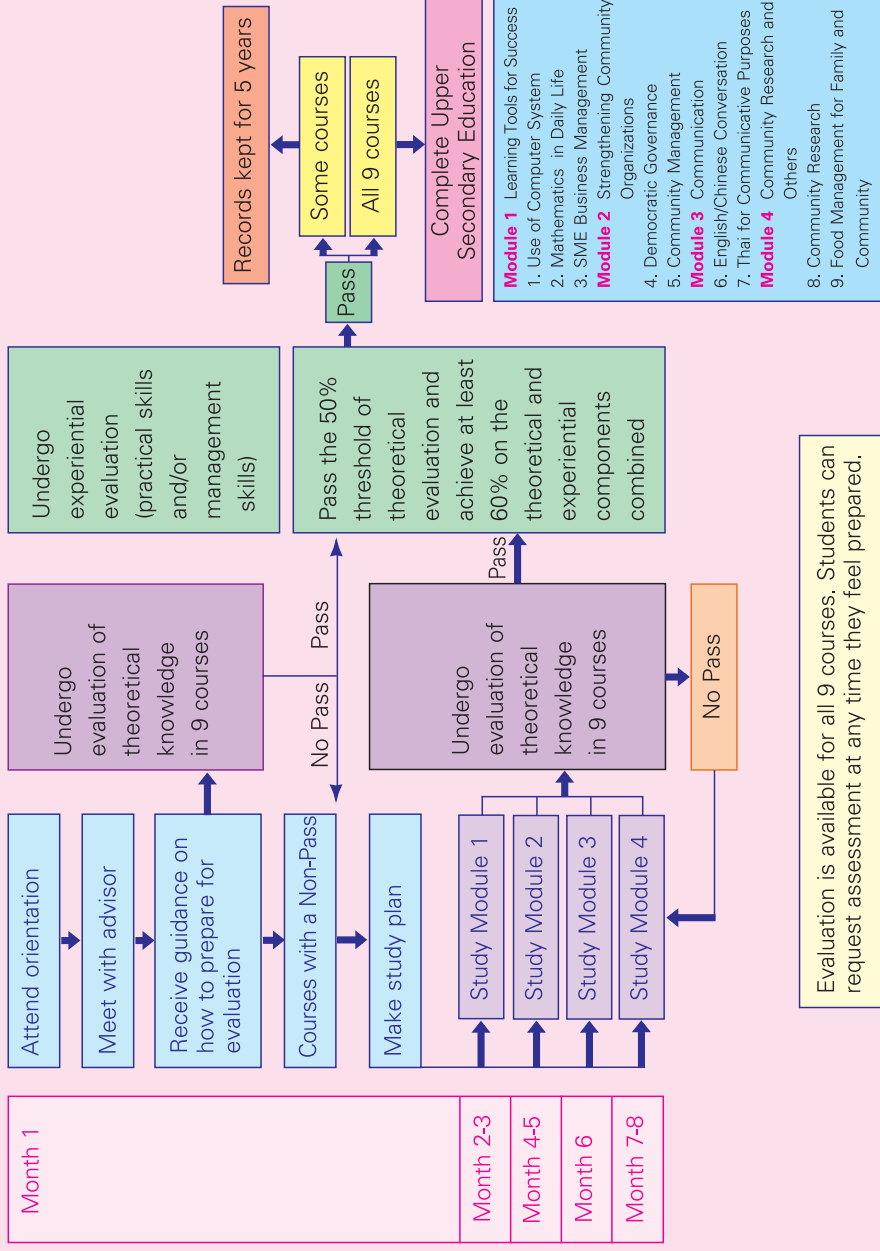 Month 1
Month 2-3
Month 4-5
Month 6
Month 7-8
Attend orientation
Meet with advisor
Receive guidance on
how to prepare for
evaluation
Courses with a Non-Pass
Make study plan
Study Module 1
Study Module 2
Study Module 3
Study Module 4
Undergo
evaluation of
theoretical
knowledge
in 9 courses
No Pass
Pass
Undergo
evaluation of
theoretical
knowledge
in 9 courses
Pass
No Pass
Undergo
experiential
evaluation
(practical skills
and/or
management
skills)
Pass the 50%
threshold of
theoretical
evaluation and
achieve at least
60% on the
theoretical and
experiential
components
combined
Pass
Records kept for 5 years
Some courses
All 9 courses
Complete Upper
Secondary Education
Module 1 Learning Tools for Success
1. Use of Computer System
2. Mathematics in Daily Life
3. SME Business Management
Module 2 Strengthening Community
Organizations
4. Democratic Governance
5. Community Management
Module 3 Communication
6. English/Chinese Conversation
7. Thai for Communicative Purposes
Module 4 Community Research and
Others
8. Community Research
9. Food Management for Family and
Community
Evaluation is available for all 9 courses. Students can
request assessment at any time they feel prepared.